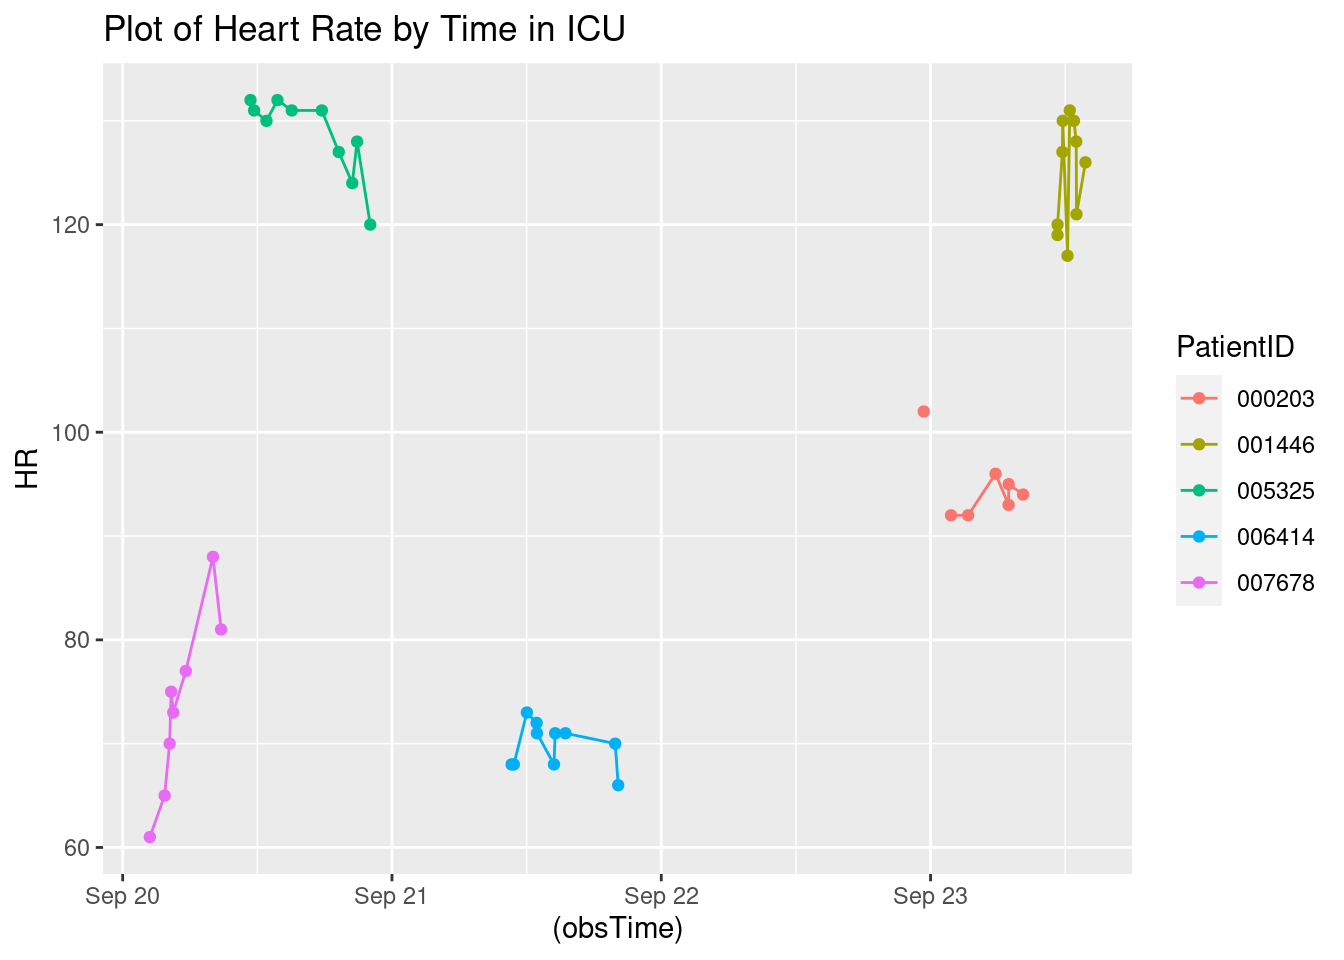 Plot of Heart Rate by Time in ICU
HR
120
100
80
60
Sep 20
Sep 21
Sep 22
Sep 23
(obsTime)
PatientID
000203
001446
005325
006414
007678